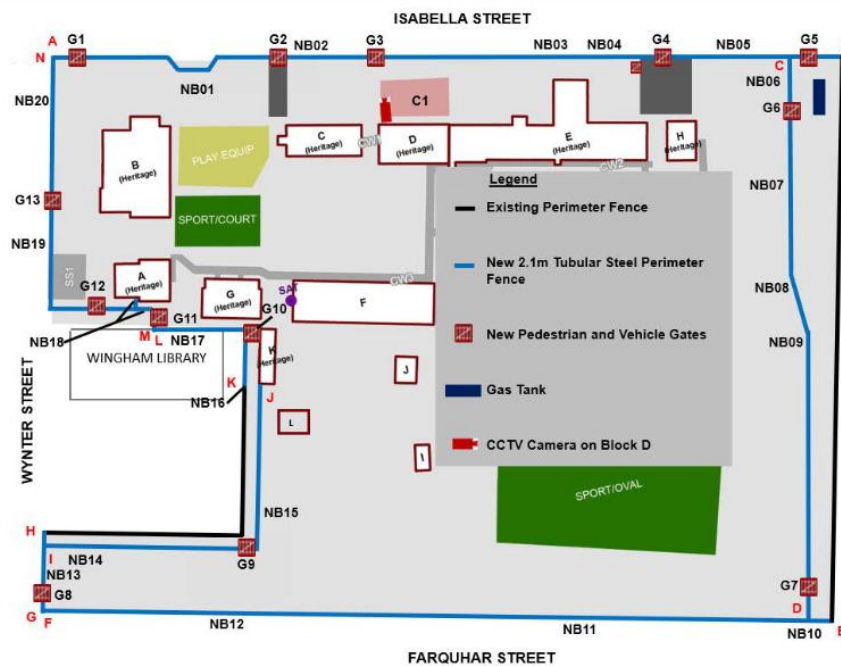 ISABELLA STREET
A
G1
G2
NB02
G3
NB03
NB04
G4
NB05
G5
N
C
NB01
NB06
NB20
C1
G6
C
(Heritage)
CW1
D
(Heritage)
E
(Heritage)
H
(Heritage)
PLAY EQUIP
B
(Heritage)
CW2
NB07
Legend
G13
Existing Perimeter Fence
SPORT/COURT
NB19
New 2.1m Tubular Steel Perimeter
Fence
SS1
A
(Heritage)
CW3
G
(Heritage)
SAT
F
NB08
G12
G11
G10
New Pedestrian and Vehicle Gates
NB18
M
L
NB17
NB09
WINGHAM LIBRARY
K
(Heritage)
K
J
J
Gas Tank
NB16
WYNTER STREET
L
CCTV Camera on Block D
I
SPORT/OVAL
NB15
H
I
NB14
G9
NB13
G8
G7
D
G
F
NB12
NB11
NB10
E
FARQUHAR STREET